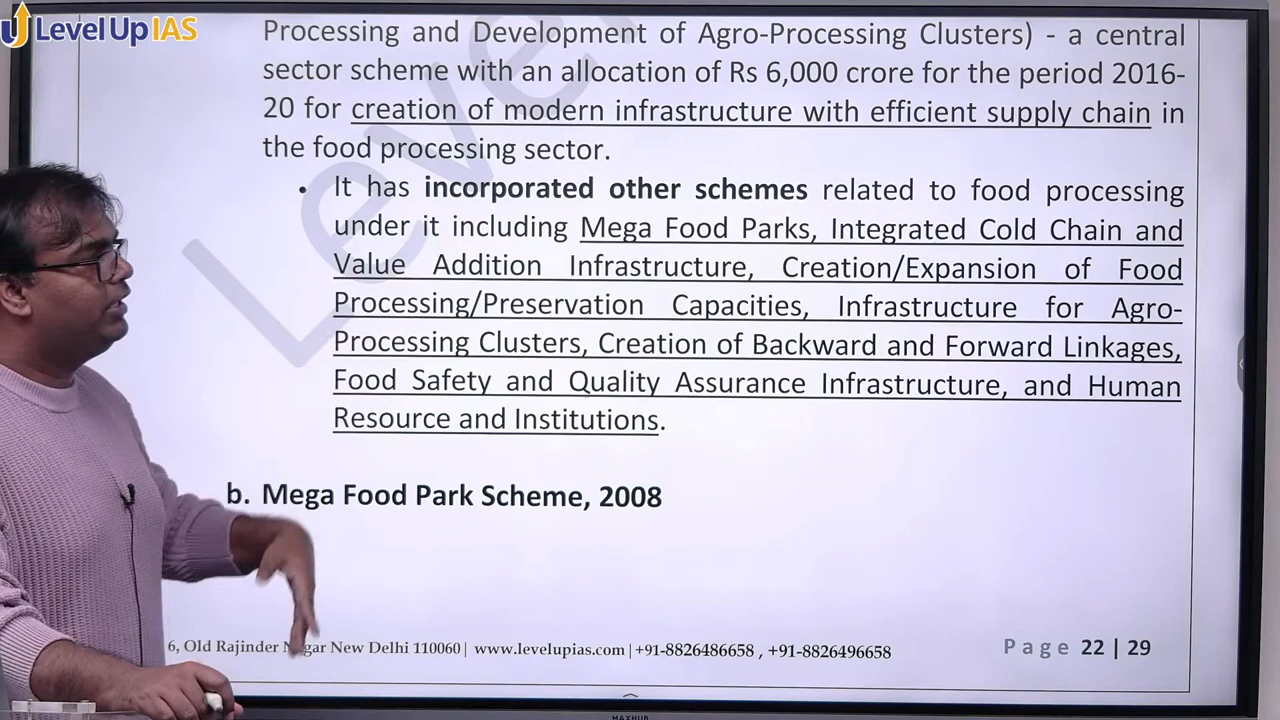 Level Up IAS
Processing and Development of Agro-Processing Clusters) - a central
sector scheme with an allocation of Rs 6,000 crore for the period 2016-
20 for creation of modern infrastructure with efficient supply chain in
the food processing sector.
• It has incorporated other schemes related to food processing
under it including Mega Food Parks, Integrated Cold Chain and
Value Addition Infrastructure, Creation/Expansion of Food
Processing/Preservation Capacities, Infrastructure for Agro-
Processing Clusters, Creation of Backward and Forward Linkages,
Food Safety and Quality Assurance Infrastructure, and Human
Resource and Institutions.
b. Mega Food Park Scheme, 2008
6, Old Rajinder Nagar New Delhi 110060| www.levelupias.com |+91-8826486658 , +91-8826496658
Page 22 | 29
MAXHUB